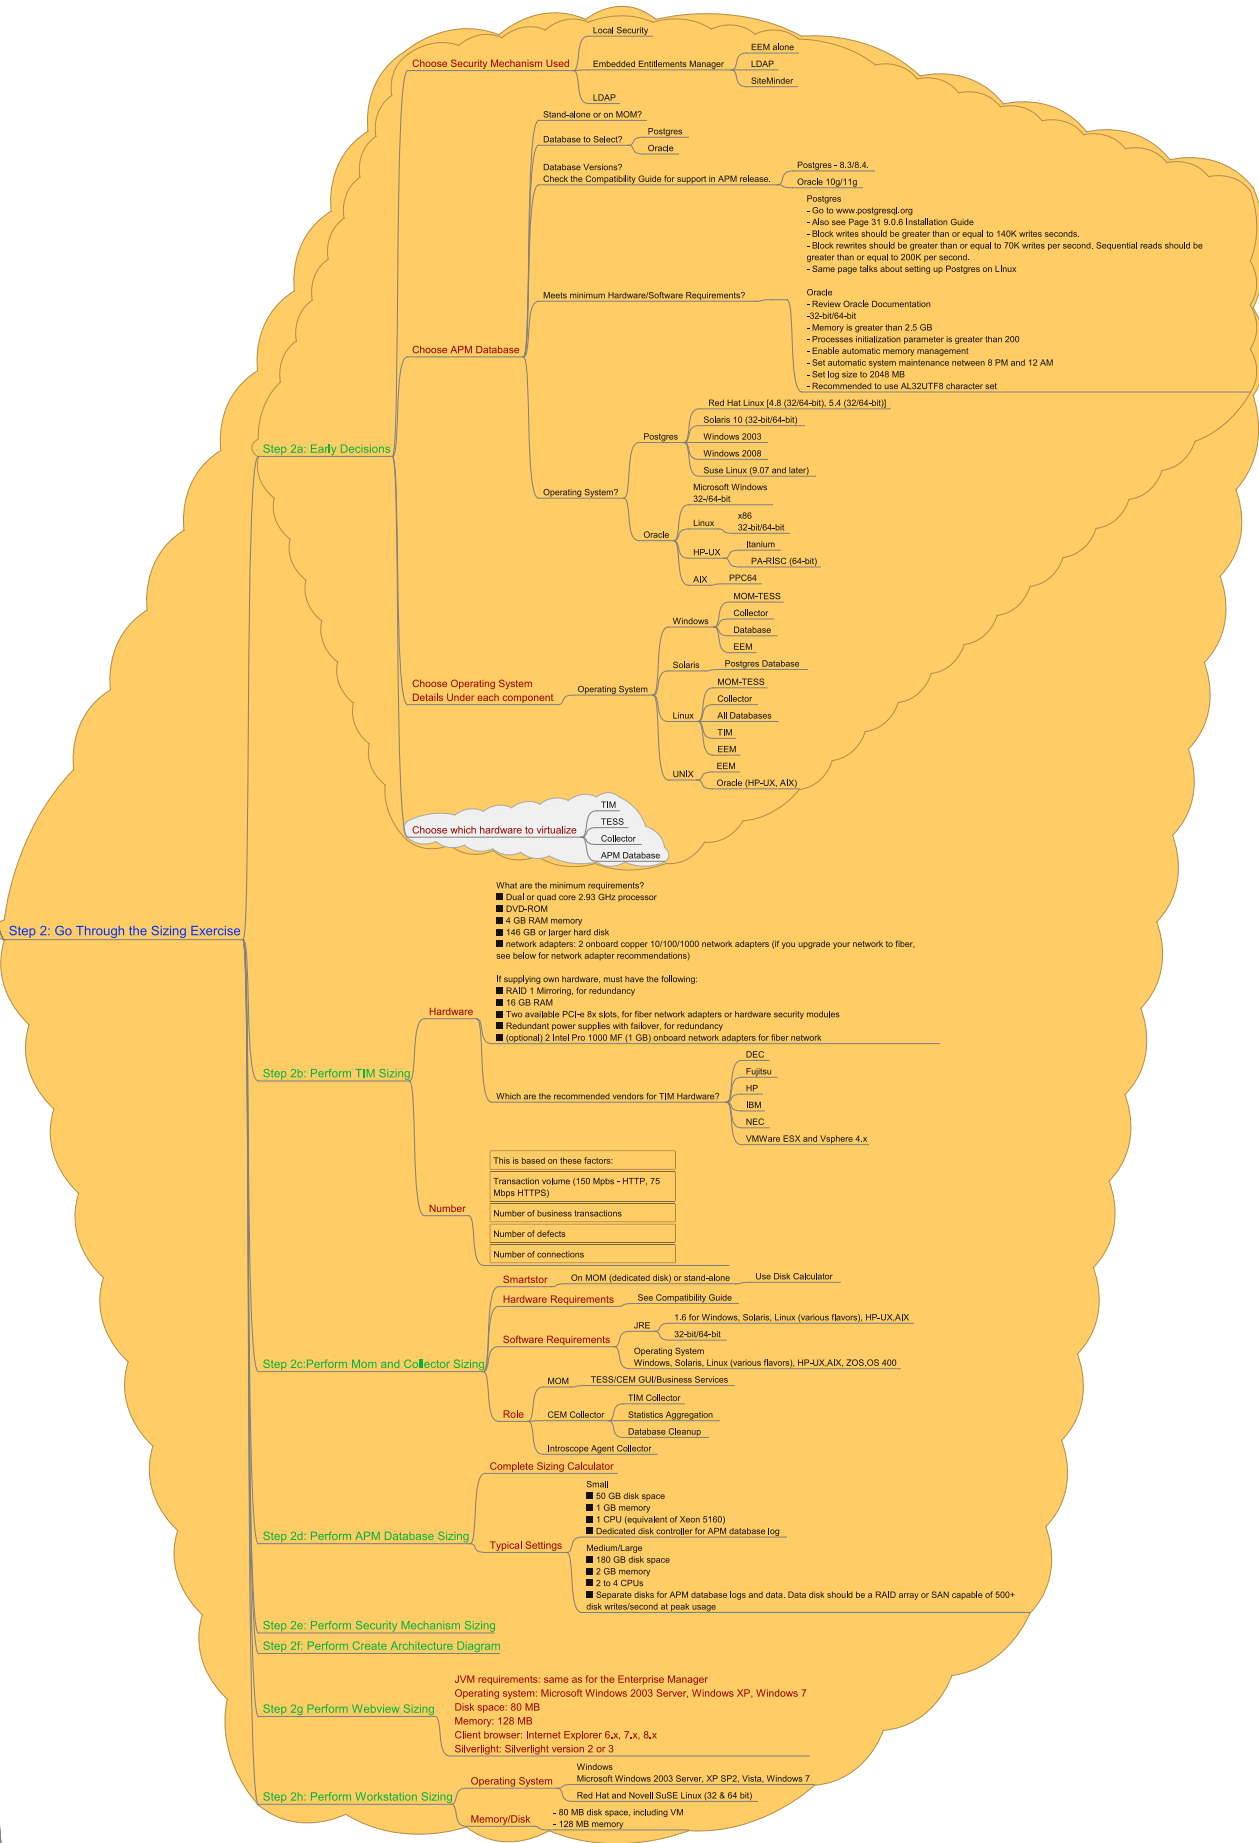 Step 2: Go Through the Sizing Exercise
Step 2a: Early Decisions
Choose Security Mechanism Used
Local Security
Embedded Entitlements Manager
EEM alone
LDAP
SiteMinder
LDAP
Choose APM Database
Stand-alone or on MOM?
Database to Select?
Postgres
Oracle
Database Versions?
Check the Compatibility Guide for support in APM release.
Postgres - 8.3/8.4.
Oracle 10g/11g
Meets minimum Hardware/Software Requirements?
Postgres
- Go to www.postgresql.org
- Also see Page 31 9.0.6 Installation Guide
- Block writes should be greater than or equal to 140K writes seconds.
- Block rewrites should be greater than or equal to 70K writes per second. Sequential reads should be
greater than or equal to 200K per second.
- Same page talks about setting up Postgres on LInux
Oracle
- Review Oracle Documentation
-32-bit/64-bit
- Memory is greater than 2.5 GB
- Processes initialization parameter is greater than 200
- Enable automatic memory management
- Set automatic system maintenance netween 8 PM and 12 AM
- Set log size to 2048 MB
- Recommended to use AL32UTF8 character set
Operating System?
Postgres
Red Hat Linux [4.8 (32/64-bit), 5.4 (32/64-bit)]
Solaris 10 (32-bit/64-bit)
Windows 2003
Windows 2008
Suse Linux (9.07 and later)
Oracle
Microsoft Windows
32-/64-bit
Linux
x86
32-bit/64-bit
HP-UX
Itanium
PA-RISC (64-bit)
AIX
PPC64
Choose Operating System
Details Under each component
Operating System
Windows
MOM-TESS
Collector
Database
EEM
Solaris
Postgres Database
Linux
MOM-TESS
Collector
All Databases
TIM
EEM
UNIX
EEM
Oracle (HP-UX, AIX)
Choose which hardware to virtualize
TIM
TESS
Collector
APM Database
Step 2b: Perform TIM Sizing
Hardware
What are the minimum requirements?
■ Dual or quad core 2.93 GHz processor
■ DVD-ROM
■ 4 GB RAM memory
■ 146 GB or larger hard disk
■ network adapters: 2 onboard copper 10/100/1000 network adapters (if you upgrade your network to fiber,
see below for network adapter recommendations)
If supplying own hardware, must have the following:
■ RAID 1 Mirroring, for redundancy
■ 16 GB RAM
■ Two available PCI-e 8x slots, for fiber network adapters or hardware security modules
■ Redundant power supplies with failover, for redundancy
■ (optional) 2 Intel Pro 1000 MF (1 GB) onboard network adapters for fiber network
Which are the recommended vendors for TIM Hardware?
DEC
Fujitsu
HP
IBM
NEC
VMWare ESX and Vsphere 4.x
Number
This is based on these factors:
Transaction volume (150 Mpbs - HTTP, 75
Mbps HTTPS)
Number of business transactions
Number of defects
Number of connections
Step 2c:Perform Mom and Collector Sizing
Smartstor
On MOM (dedicated disk) or stand-alone
Use Disk Calculator
Hardware Requirements
See Compatibility Guide
Software Requirements
JRE
1.6 for Windows, Solaris, Linux (various flavors), HP-UX,AIX
32-bit/64-bit
Operating System
Windows, Solaris, Linux (various flavors), HP-UX,AIX, ZOS,OS 400
Role
MOM
TESS/CEM GUI/Business Services
CEM Collector
TIM Collector
Statistics Aggregation
Database Cleanup
Introscope Agent Collector
Step 2d: Perform APM Database Sizing
Complete Sizing Calculator
Typical Settings
Small
■ 50 GB disk space
■ 1 GB memory
■ 1 CPU (equivalent of Xeon 5160)
■ Dedicated disk controller for APM database log
Medium/Large
■ 180 GB disk space
■ 2 GB memory
■ 2 to 4 CPUs
■ Separate disks for APM database logs and data. Data disk should be a RAID array or SAN capable of 500+
disk writes/second at peak usage
Step 2e: Perform Security Mechanism Sizing
Step 2f: Perform Create Architecture Diagram
Step 2g Perform Webview Sizing
JVM requirements: same as for the Enterprise Manager
Operating system: Microsoft Windows 2003 Server, Windows XP, Windows 7
Disk space: 80 MB
Memory: 128 MB
Client browser: Internet Explorer 6.x, 7.x, 8.x
Silverlight: Silverlight version 2 or 3
Step 2h: Perform Workstation Sizing
Operating System
Windows
Microsoft Windows 2003 Server, XP SP2, Vista, Windows 7
Red Hat and Novell SuSE Linux (32 & 64 bit)
Memory/Disk
- 80 MB disk space, including VM
- 128 MB memory